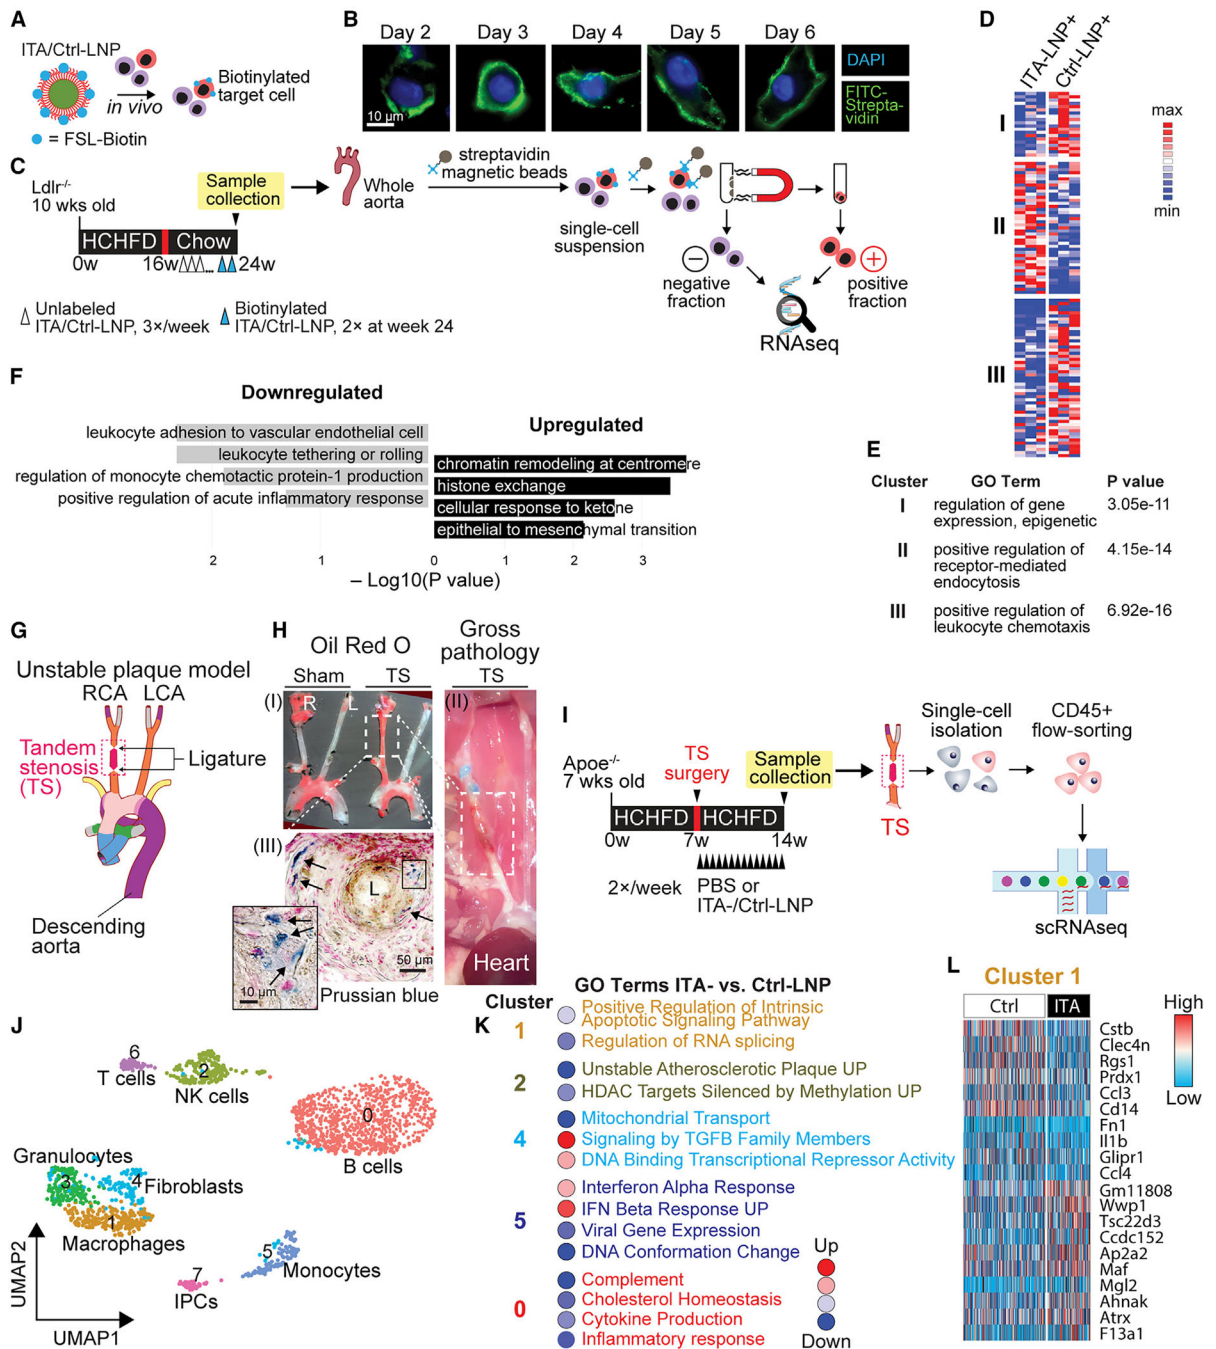 A
ITA/Ctrl-LNP
in vivo
Biotinylated
target cell
= FSL-Biotin
B
Day 2
Day 3
Day 4
Day 5
Day 6
10 µm
DAPI
FITC-
Strepta-
vidin
C
Ldlr-/-
10 wks old
Sample
collection
HCHFD
Chow
0w
16w
...
24w
Unlabeled
ITA/Ctrl-LNP, 3×/week
Biotinylated
ITA/Ctrl-LNP, 2× at week 24
Whole
aorta
streptavidin
magnetic beads
single-cell
suspension
−
negative
fraction
+
positive
fraction
RNAseq
D
ITA-LNP+
Ctrl-LNP+
I
II
III
max
min
E
Cluster GO Term P value
I regulation of gene 3.05e-11
expression, epigenetic
II positive regulation of 4.15e-14
receptor-mediated
endocytosis
III positive regulation of 6.92e-16
leukocyte chemotaxis
F
Downregulated
leukocyte adhesion to vascular endothelial cell
leukocyte tethering or rolling
regulation of monocyte chemotactic protein-1 production
positive regulation of acute inflammatory response
Upregulated
chromatin remodeling at centromere
histone exchange
cellular response to ketone
epithelial to mesenchymal transition
2 1 0 1 2 3
– Log10(P value)
G
Unstable plaque model
RCA LCA
Tandem
stenosis
(TS)
Ligature
Descending
aorta
H
Oil Red O
Sham TS
(I)
R L
Gross
pathology
TS
(II)
Heart
(III)
L
50 µm
10 µm
Prussian blue
I
Apoe-/-
7 wks old
TS
surgery
Sample
collection
HCHFD HCHFD
0w 7w 14w
2×/week
PBS or
ITA-/Ctrl-LNP
TS
Single-cell
isolation
CD45+
flow-sorting
scRNAseq
J
6
T cells
2
NK cells
0
B cells
Granulocytes
3
4
Fibroblasts
1
Macrophages
5
Monocytes
7
IPCs
UMAP2
UMAP1
K
GO Terms ITA- vs. Ctrl-LNP
Cluster
1
Positive Regulation of Intrinsic
Apoptotic Signaling Pathway
Regulation of RNA splicing
2
Unstable Atherosclerotic Plaque UP
HDAC Targets Silenced by Methylation UP
4
Mitochondrial Transport
Signaling by TGFB Family Members
DNA Binding Transcriptional Repressor Activity
5
Interferon Alpha Response
IFN Beta Response UP
Viral Gene Expression
DNA Conformation Change
0
Complement
Cholesterol Homeostasis
Cytokine Production
Inflammatory response
Up
Down
L
Cluster 1
Ctrl ITA
High
Low
Cstb
Clec4n
Rgs1
Prdx1
Ccl3
Cd14
Fn1
Il1b
Glipr1
Ccl4
Gm11808
Wwp1
Tsc22d3
Ccdc152
Ap2a2
Maf
Mgl2
Ahnak
Atrx
F13a1